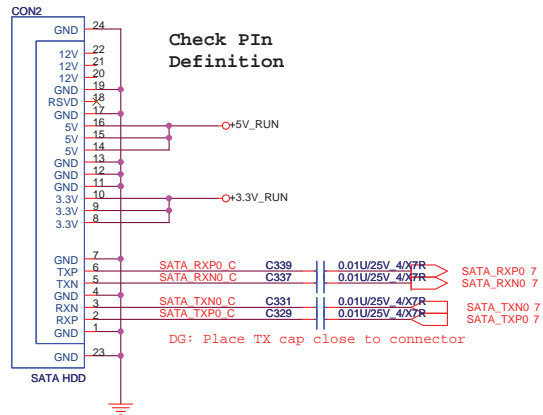 CON2
GND 24
Check PIn
Definition
12V 22
12V 21
12V 20
GND 19
RSVD 18
GND 17
5V 16 +5V_RUN
5V 15
5V 14
GND 13
GND 12
GND 11
3.3V 10 +3.3V_RUN
3.3V 9
3.3V 8
GND 7
TXP 6 SATA_RXP0_C C339 0.01U/25V_4/X7R SATA_RXP0 7
TXN 5 SATA_RXN0_C C337 0.01U/25V_4/X7R SATA_RXN0 7
GND 4
RXN 3 SATA_TXN0_C C331 0.01U/25V_4/X7R SATA_TXN0 7
RXP 2 SATA_TXP0_C C329 0.01U/25V_4/X7R SATA_TXP0 7
GND 1
DG: Place TX cap close to connector
GND 23
SATA HDD